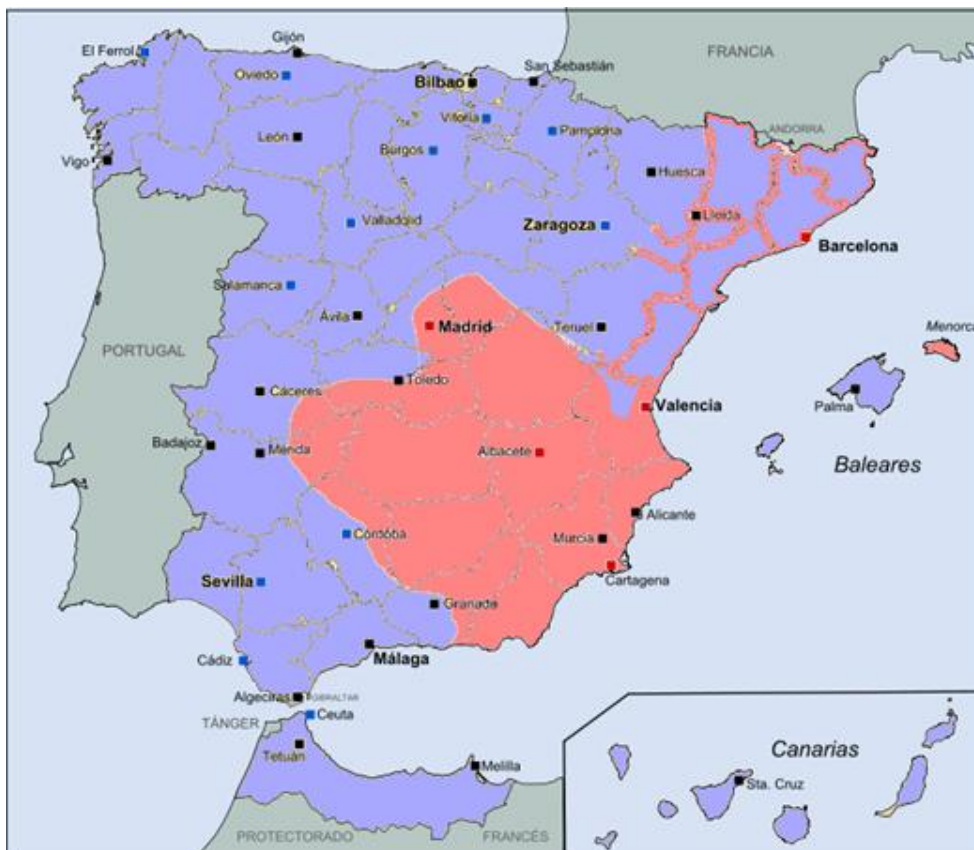 Gijón
El Ferrol
FRANCIA
San Sebastián
Oviedo
Bilbao
Vitoria
Pamplona
ANDORRA
León
Burgos
Vigo
Huesca
Lleida
Valladolid
Zaragoza
Barcelona
Salamanca
Ávila
Teruel
Madrid
Menorca
PORTUGAL
Toledo
Cáceres
Valencia
Palma
Badajoz
Mérida
Albacete
Baleares
Alicante
Córdoba
Murcia
Sevilla
Cartagena
Granada
Cádiz
Málaga
Algeciras
GIBRALTAR
Ceuta
TÁNGER
Tetuán
Melilla
Canarias
Sta. Cruz
PROTECTORADO
FRANCÉS